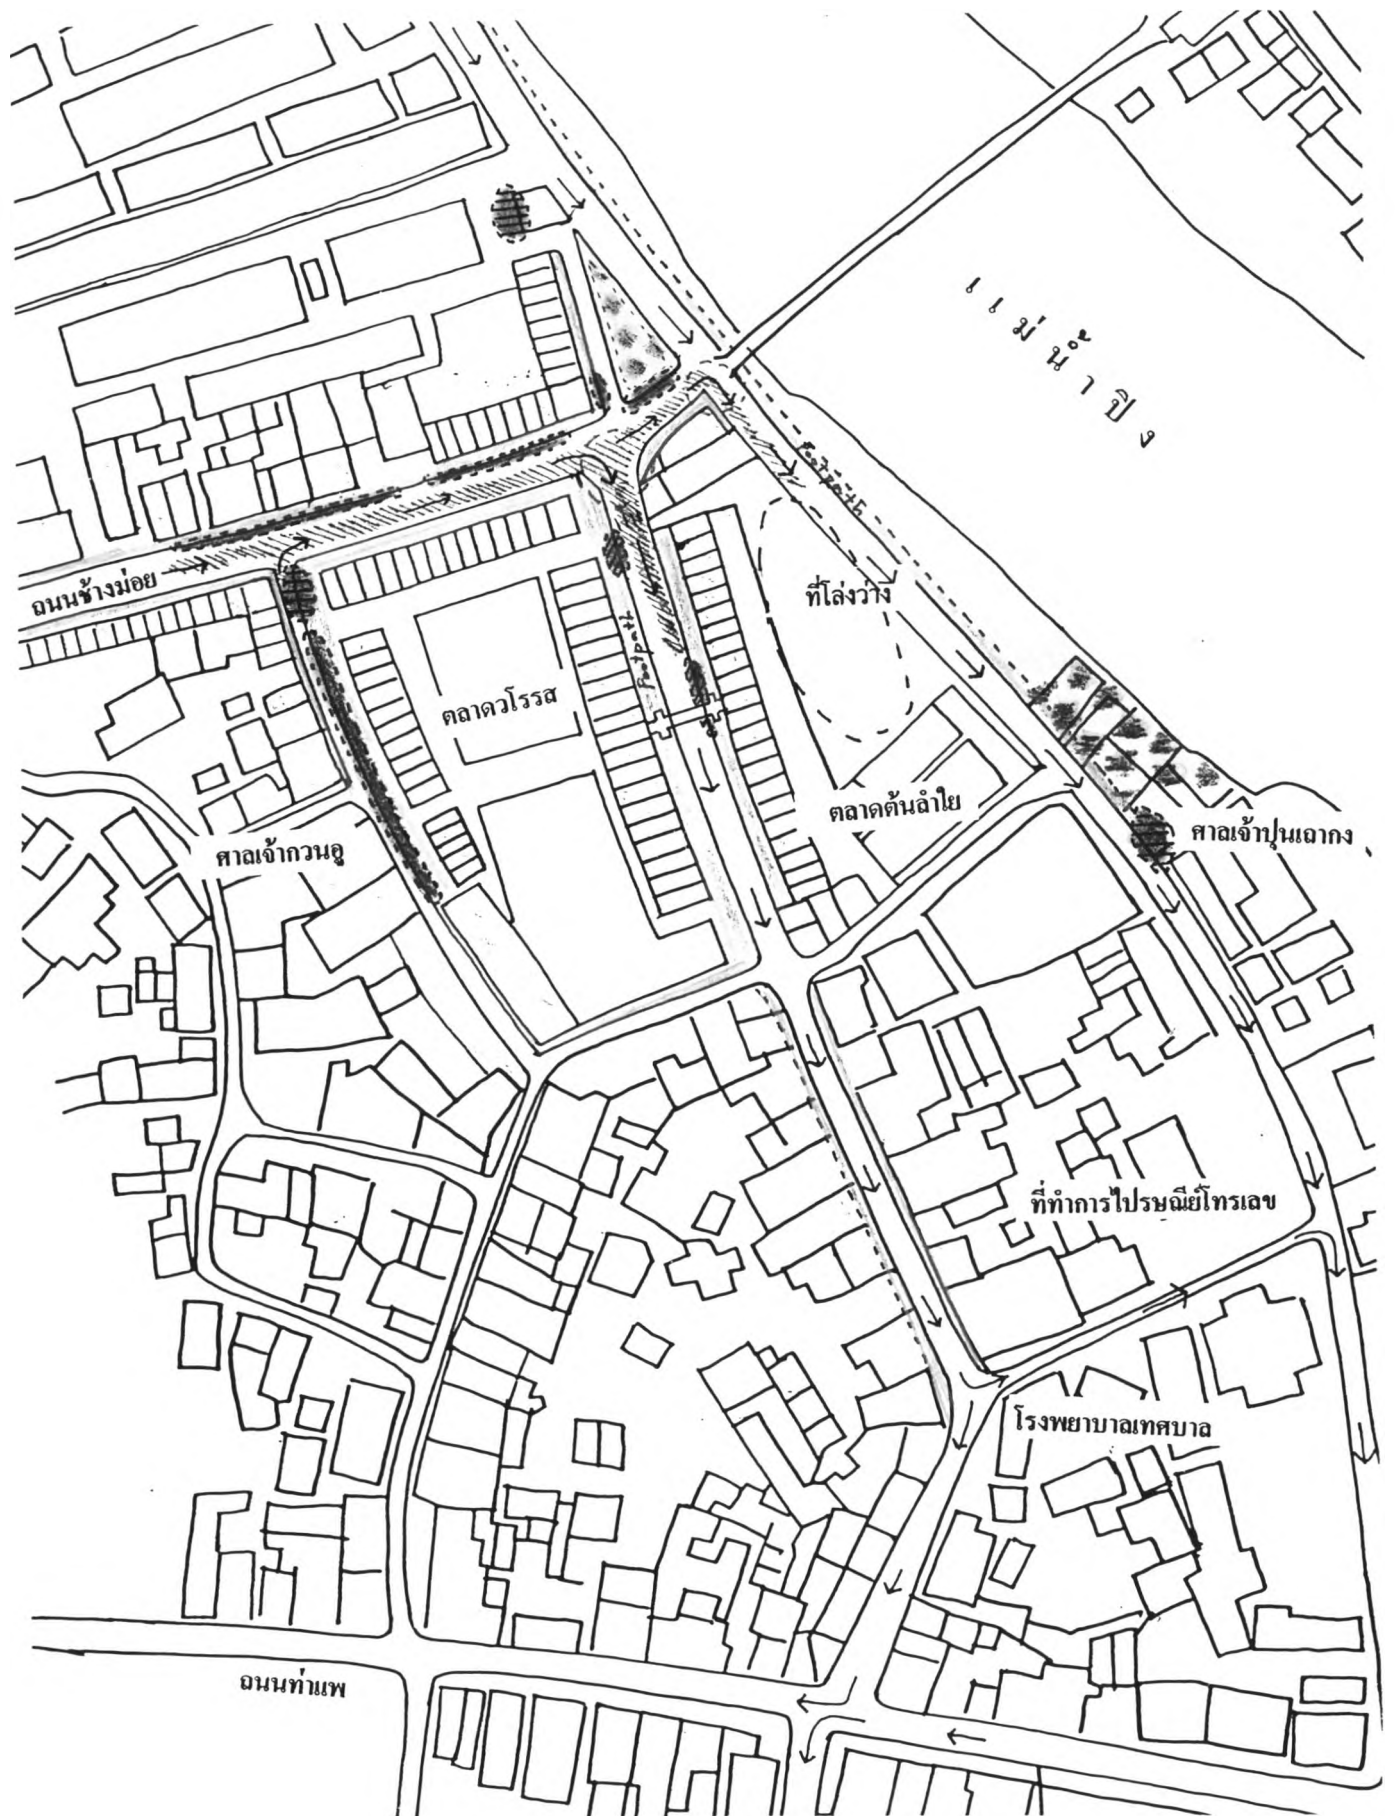 แม่น้ำปิง
footpath
ถนนช้างม่อย
ที่โล่งว่าง
footpath
ตลาดวโรรส
ตลาดต้นลำใย
ศาลเจ้าปุนเถากง
ศาลเจ้ากวนอู
ที่ทำการไปรษณีย์โทรเลข
โรงพยาบาลเทศบาล
ถนนท่าแพ